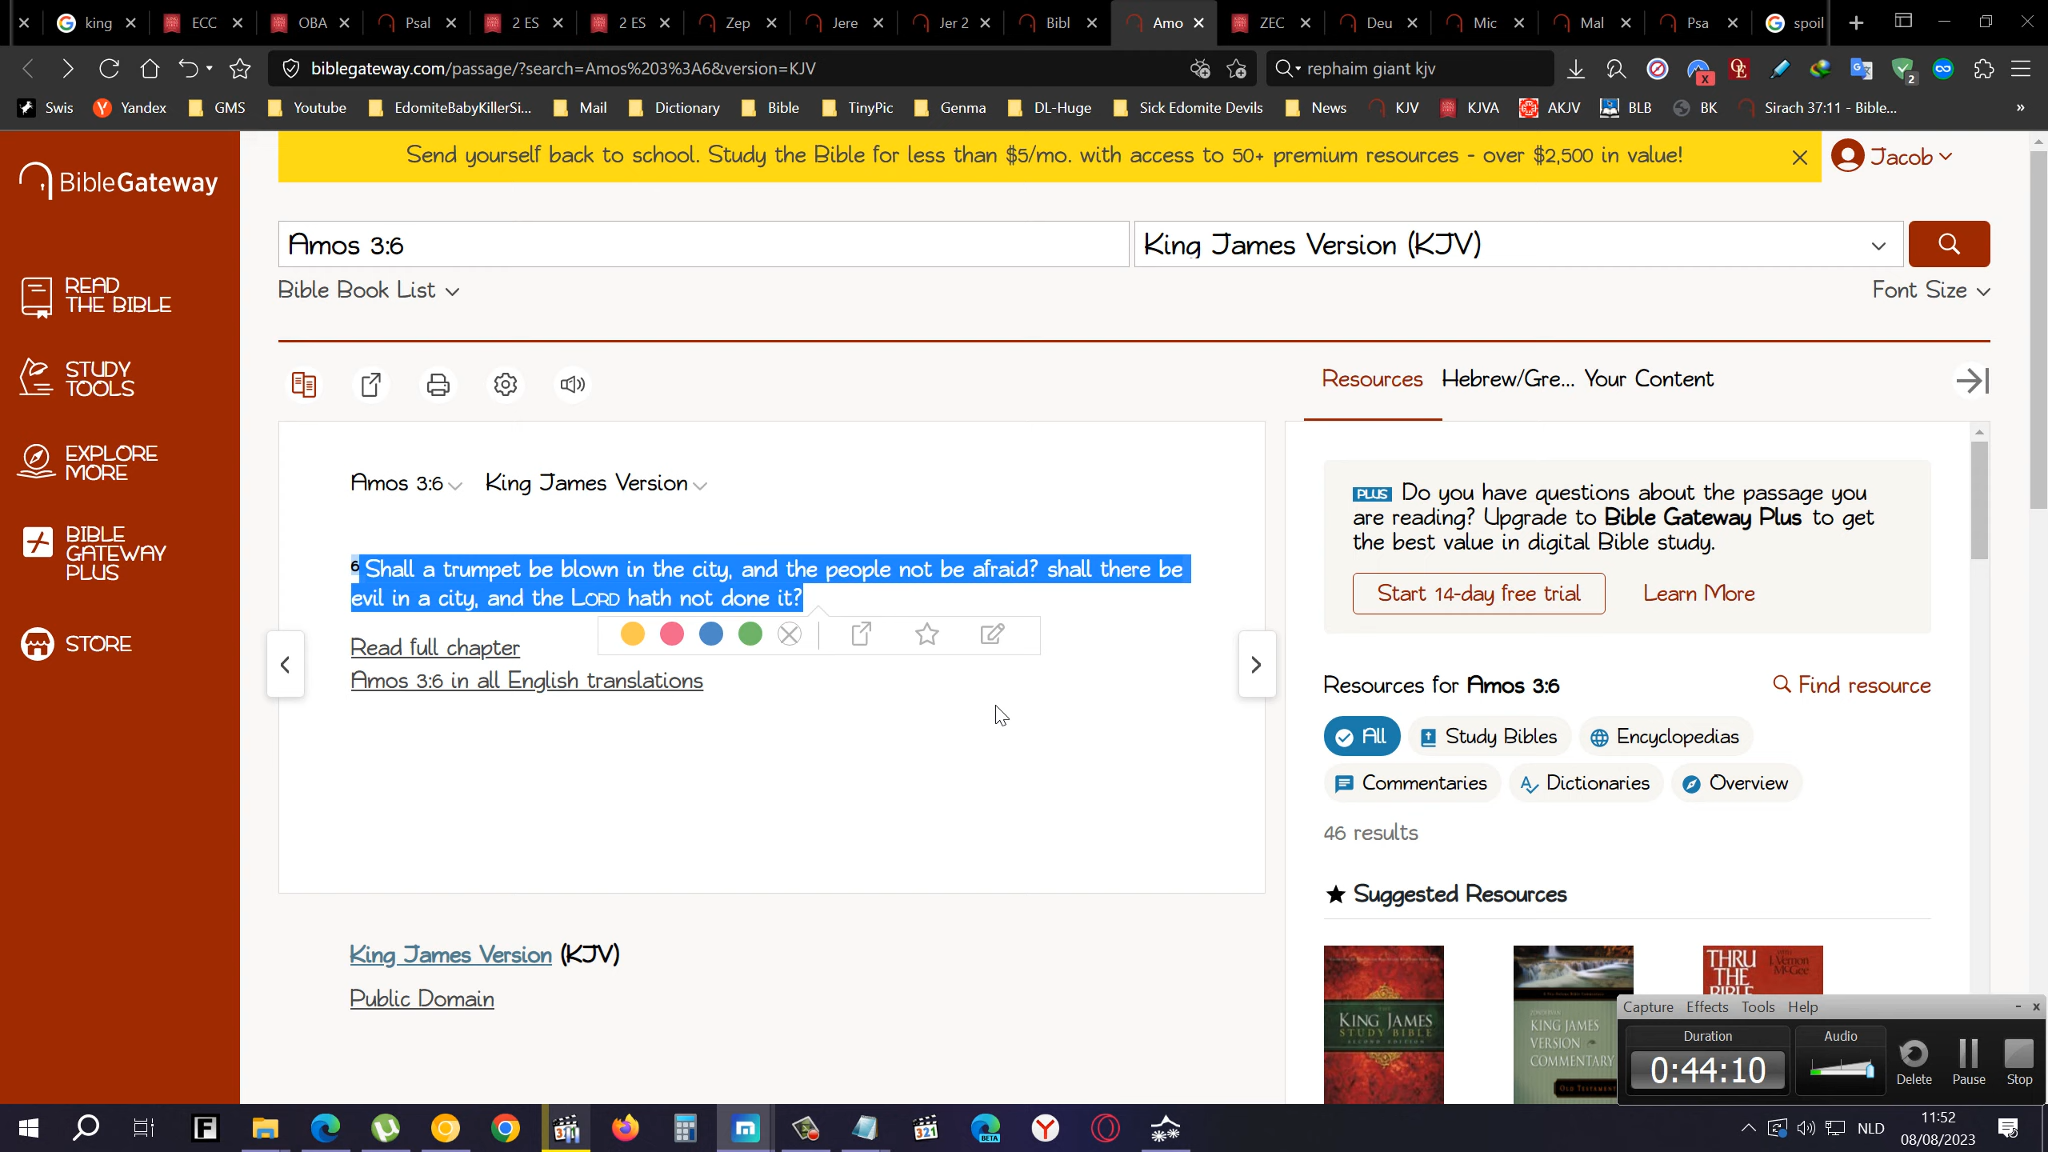 king
ECC
OBA
Psal
2 ES
2 ES
Zep
Jere
Jer 2
Bibl
Amo
ZEC
Deu
Mic
Mal
Psa
spoil
biblegateway.com/passage/?search=Amos%203%3A6&version=KJV
rephaim giant kjv
Swis
Yandex
GMS
Youtube
EdomiteBabyKillerSi...
Mail
Dictionary
Bible
TinyPic
Genma
DL-Huge
Sick Edomite Devils
News
KJV
KJVA
AKJV
BLB
BK
Sirach 37:11 - Bible...
BibleGateway
Send yourself back to school. Study the Bible for less than $5/mo. with access to 50+ premium resources - over $2,500 in value!
Jacob
Amos 3:6
King James Version (KJV)
Bible Book List
Font Size
READ
THE BIBLE
STUDY
TOOLS
EXPLORE
MORE
BIBLE
GATEWAY
PLUS
STORE
Resources
Hebrew/Gre...
Your Content
Amos 3:6
King James Version
6 Shall a trumpet be blown in the city, and the people not be afraid? shall there be
evil in a city, and the LORD hath not done it?
Read full chapter
Amos 3:6 in all English translations
King James Version (KJV)
Public Domain
PLUS Do you have questions about the passage you
are reading? Upgrade to Bible Gateway Plus to get
the best value in digital Bible study.
Start 14-day free trial
Learn More
Resources for Amos 3:6
Find resource
All
Study Bibles
Encyclopedias
Commentaries
Dictionaries
Overview
46 results
Suggested Resources
KING JAMES
STUDY BIBLE
SECOND EDITION
KING JAMES
VERSION
COMMENTARY
OLD TESTAMENT
THRU
THE
BIBLE
J. Vernon
McGee
Capture
Effects
Tools
Help
Duration
0:44:10
Audio
Delete
Pause
Stop
321
BETA
NLD
11:52
08/08/2023